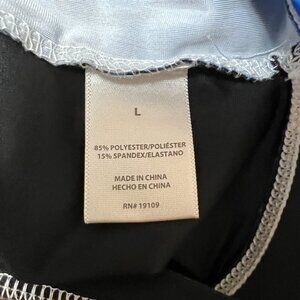 L
85% POLYESTER/POLIÉSTER
15% SPANDEX/ELASTANO
MADE IN CHINA
HECHO EN CHINA
RN# 19109